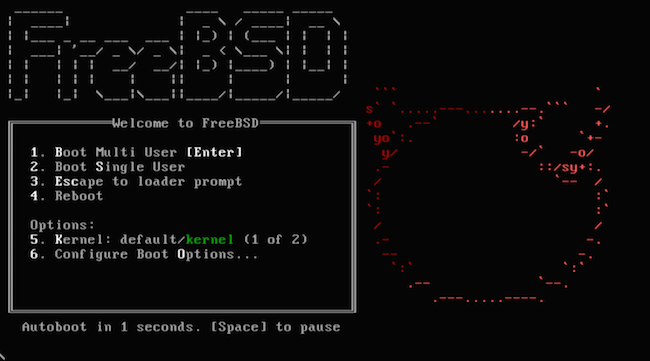 FreeBSD
Welcome to FreeBSD
1. Boot Multi User [Enter]
2. Boot Single User
3. Escape to loader prompt
4. Reboot
Options:
5. Kernel: default/kernel (1 of 2)
6. Configure Boot Options...
Autoboot in 1 seconds. [Space] to pause